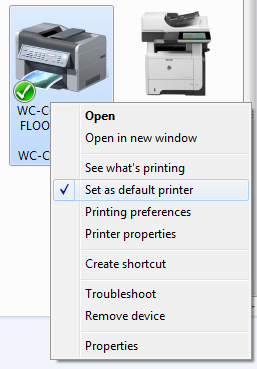 WC-C
FLOO
WC-C
Open
Open in new window
See what's printing
Set as default printer
Printing preferences
Printer properties
Create shortcut
Troubleshoot
Remove device
Properties